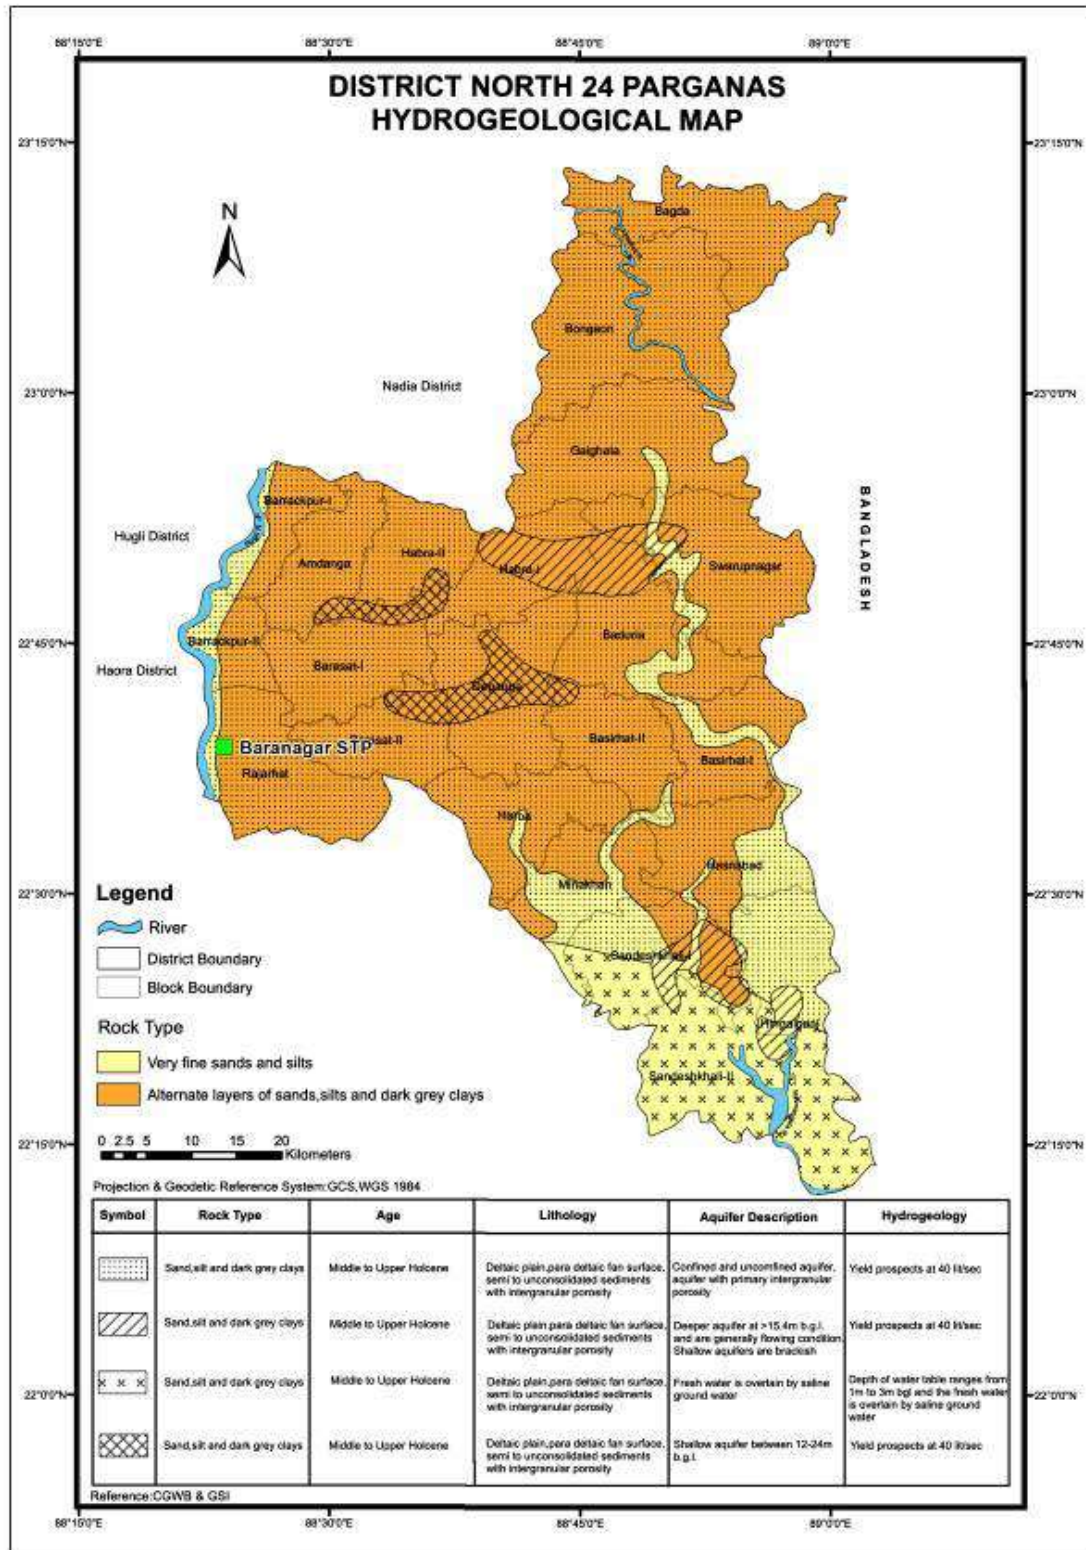 88°15'0"E 88°30'0"E 88°45'0"E 89°0'0"E
DISTRICT NORTH 24 PARGANAS
HYDROGEOLOGICAL MAP
23°15'0"N 23°15'0"N
N
Bagda
Bongaon
Nadia District
23°0'0"N 23°0'0"N
Gaighata
BANGLADESH
Barrackpur-I
Hugli District
Amdanga
Habra-II
Habra-I
Swarupnagar
22°45'0"N 22°45'0"N
Barrackpur-II
Baduria
Haora District
Barasat-I
Basirhat-II
Baranagar STP
Basirhat-I
Rajarhat
Haroa
Hasnabad
Minakhan
22°30'0"N 22°30'0"N
Sandeshkhali-I
Hingalganj
Sandeshkhali-II
Legend
River
District Boundary
Block Boundary
Rock Type
Very fine sands and silts
Alternate layers of sands,silts and dark grey clays
0 2.5 5 10 15 20
Kilometers
22°15'0"N 22°15'0"N
Projection & Geodetic Reference System:GCS,WGS 1984
Symbol Rock Type Age Lithology Aquifer Description Hydrogeology
Sand,silt and dark grey clays Middle to Upper Holcene Deltaic plain,para deltaic fan surface, Confined and uncomfined aquifer, Yield prospects at 40 lit/sec
semi to unconsolidated sediments aquifer with primary intergranular
with intergranular porosity porosity
Sand,silt and dark grey clays Middle to Upper Holcene Deltaic plain,para deltaic fan surface, Deeper aquifer at >15.4m b.g.l. Yield prospects at 40 lit/sec
semi to unconsolidated sediments and are generally flowing condition.
with intergranular porosity Shallow aquifers are brackish
Sand,silt and dark grey clays Middle to Upper Holcene Deltaic plain,para deltaic fan surface, Fresh water is overtain by saline Depth of water table ranges from
semi to unconsolidated sediments ground water 1m to 3m bgl and the fresh water
with intergranular porosity is overtain by saline ground
water
22°0'0"N 22°0'0"N
Sand,silt and dark grey clays Middle to Upper Holcene Deltaic plain,para deltaic fan surface, Shallow aquifer between 12-24m Yield prospects at 40 lit/sec
semi to unconsolidated sediments b.g.l.
with intergranular porosity
Reference:CGWB & GSI
88°15'0"E 88°30'0"E 88°45'0"E 89°0'0"E